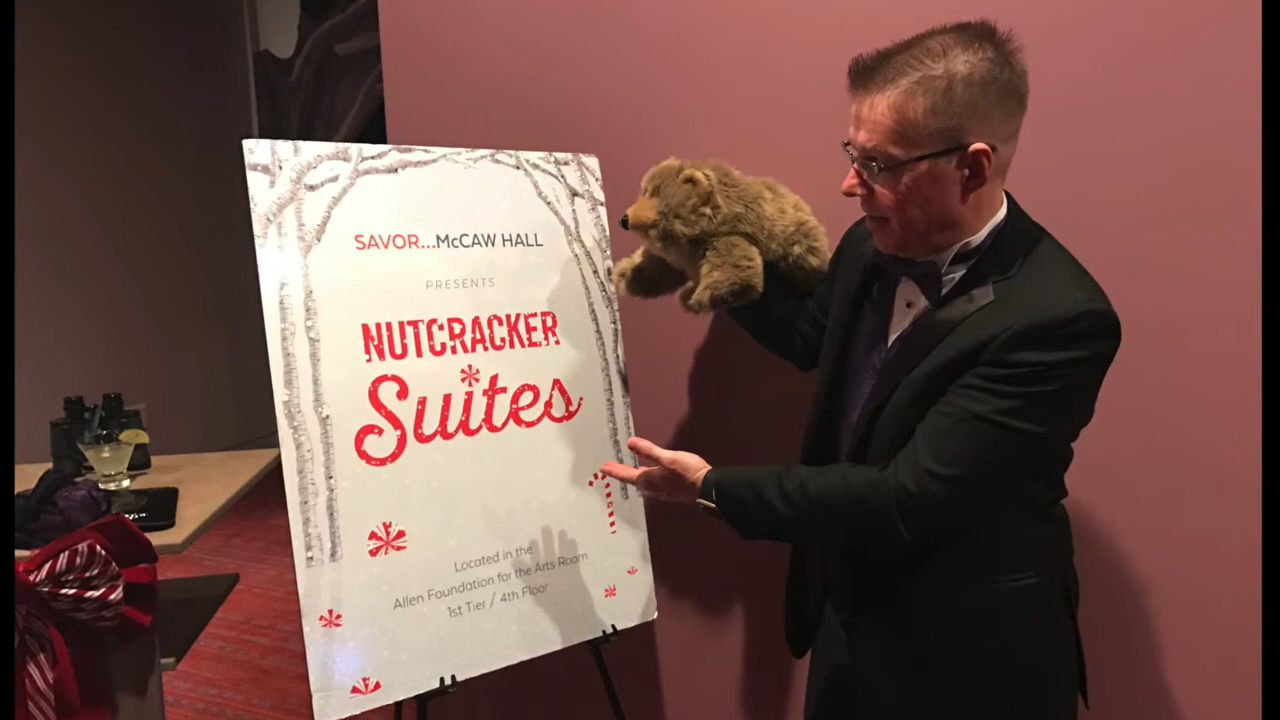 SAVOR...McCAW HALL
PRESENTS
NUTCRACKER
Suites
Located in the
Allen Foundation for the Arts Room
1st Tier / 4th Floor